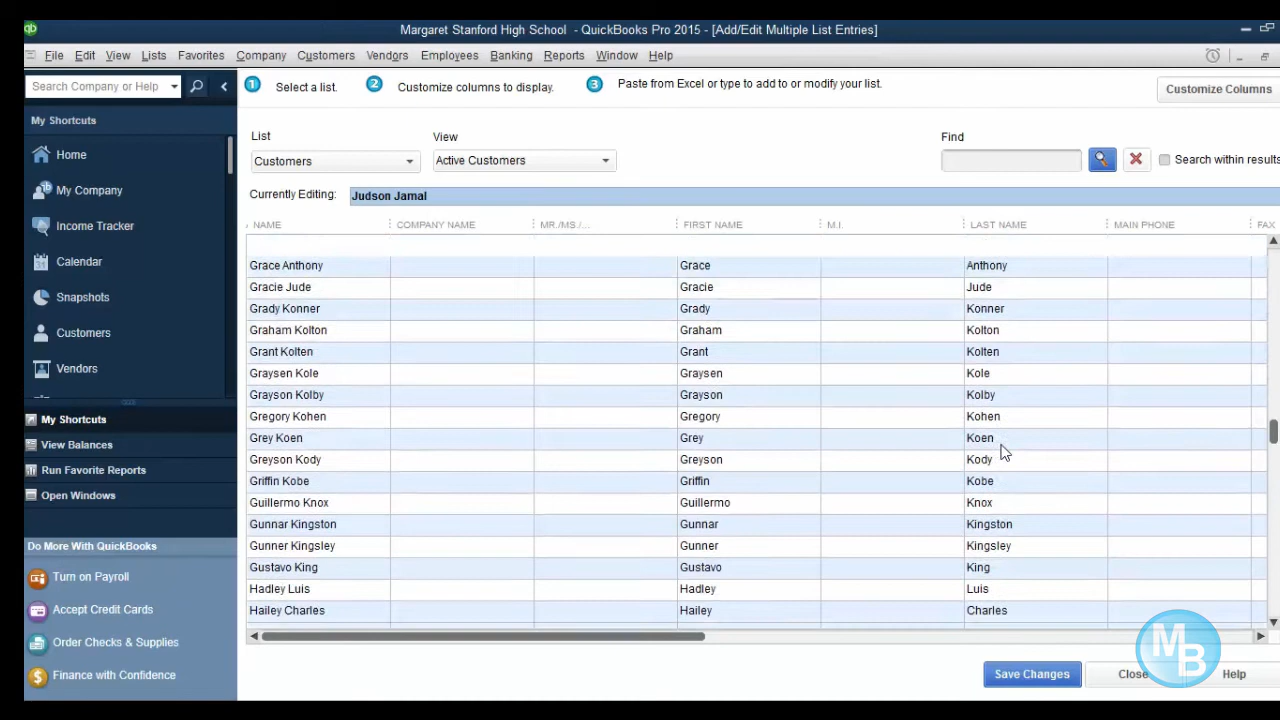 qb
Margaret Stanford High School - QuickBooks Pro 2015 - [Add/Edit Multiple List Entries]
File Edit View Lists Favorites Company Customers Vendors Employees Banking Reports Window Help
Search Company or Help
1 Select a list. 2 Customize columns to display. 3 Paste from Excel or type to add to or modify your list.
Customize Columns
My Shortcuts
Home
My Company
Income Tracker
Calendar
Snapshots
Customers
Vendors
My Shortcuts
View Balances
Run Favorite Reports
Open Windows
Do More With QuickBooks
Turn on Payroll
Accept Credit Cards
Order Checks & Supplies
Finance with Confidence
List View Find
Customers Active Customers Search within results
Currently Editing: Judson Jamal
NAME COMPANY NAME MR./MS./... FIRST NAME M.I. LAST NAME MAIN PHONE FAX
Grace Anthony Grace Anthony
Gracie Jude Gracie Jude
Grady Konner Grady Konner
Graham Kolton Graham Kolton
Grant Kolten Grant Kolten
Graysen Kole Graysen Kole
Grayson Kolby Grayson Kolby
Gregory Kohen Gregory Kohen
Grey Koen Grey Koen
Greyson Kody Greyson Kody
Griffin Kobe Griffin Kobe
Guillermo Knox Guillermo Knox
Gunnar Kingston Gunnar Kingston
Gunner Kingsley Gunner Kingsley
Gustavo King Gustavo King
Hadley Luis Hadley Luis
Hailey Charles Hailey Charles
Save Changes Close Help
MB